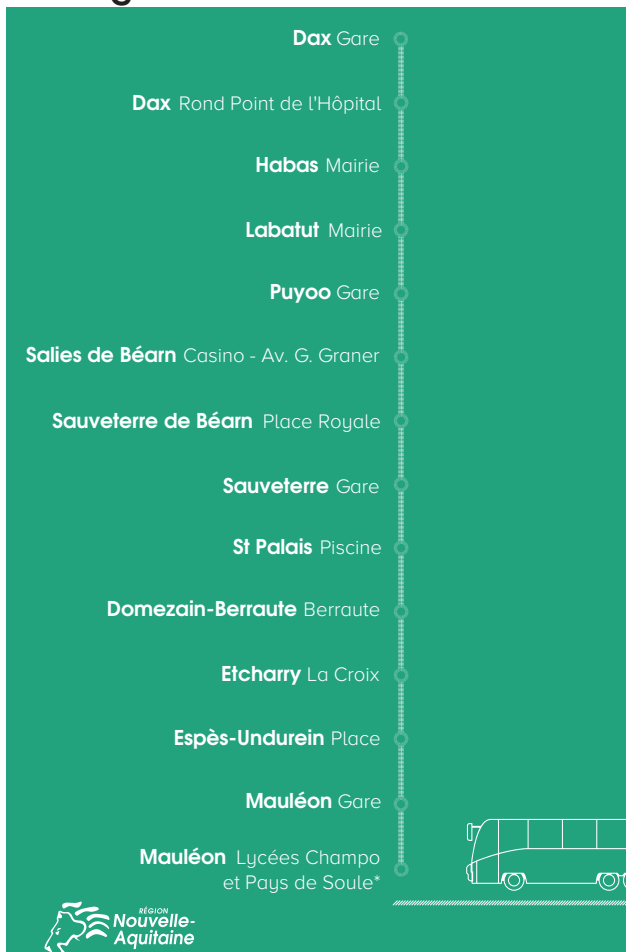 Dax Gare
Dax Rond Point de l'Hôpital
Habas Mairie
Labatut Mairie
Puyoo Gare
Salies de Béarn Casino - Av. G. Graner
Sauveterre de Béarn Place Royale
Sauveterre Gare
St Palais Piscine
Domezain-Berraute Berraute
Etcharry La Croix
Espès-Undurein Place
Mauléon Gare
Mauléon Lycées Champo
et Pays de Soule*
RÉGION
Nouvelle-
Aquitaine